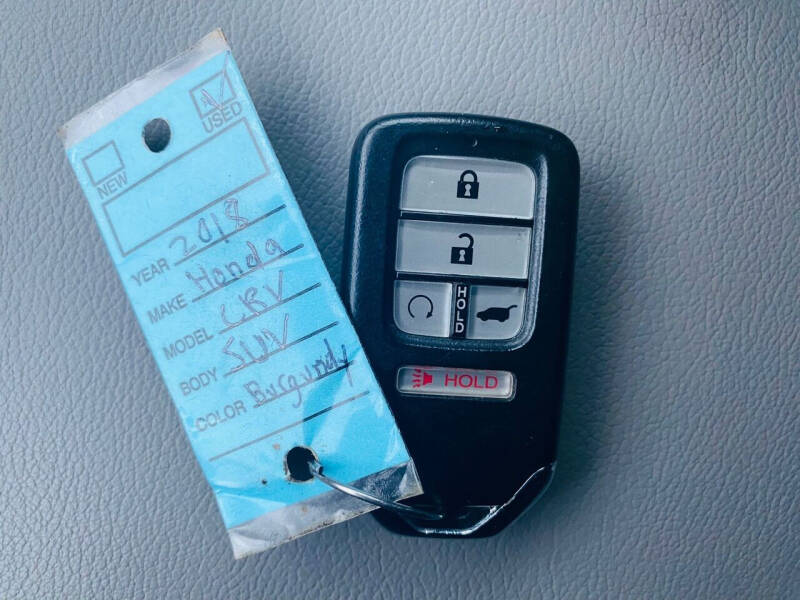 USED
NEW
YEAR 2018
MAKE Honda
MODEL CRV
BODY SUV
COLOR Burgundy
HOLD
HOLD